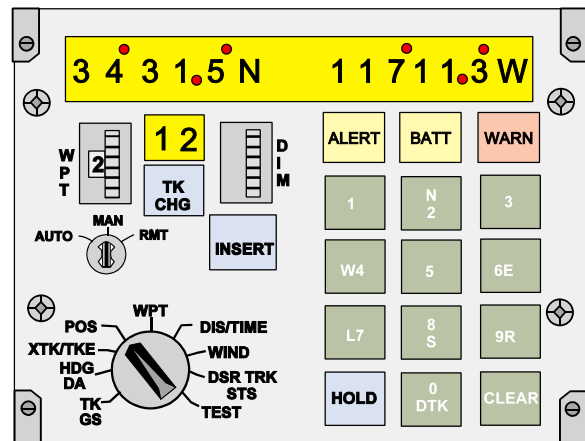 3 4 3 1.5 N 1 1 7 1 1.3 W
WPT
2
1 2
DIM
TK
CHG
INSERT
AUTO
MAN
RMT
ALERT
BATT
WARN
1
N
2
3
W4
5
6E
L7
8
S
9R
HOLD
0
DTK
CLEAR
WPT
POS
DIS/TIME
XTK/TKE
WIND
HDG
DA
DSR TRK
STS
TK
GS
TEST